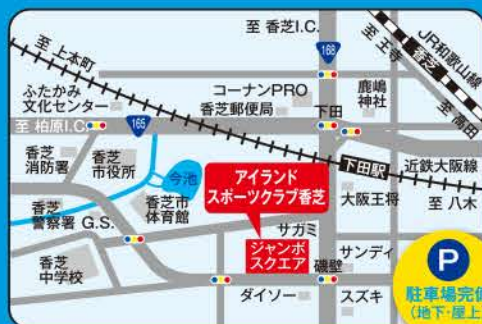 至 香芝I.C.
168
至 上本町
JR和歌山線
至 王寺
香芝
至 高田
ふたかみ
文化センター
コーナンPRO
香芝郵便局
鹿嶋
神社
下田
至 柏原I.C.
165
香芝
消防署
香芝
市役所
今池
下田駅
近鉄大阪線
至 八木
アイランド
スポーツクラブ香芝
大阪王将
香芝
警察署
G.S.
香芝市
体育館
サガミ
ジャンボ
スクエア
サンディ
香芝
中学校
磯壁
ダイソー
スズキ
P
駐車場完備
(地下・屋上